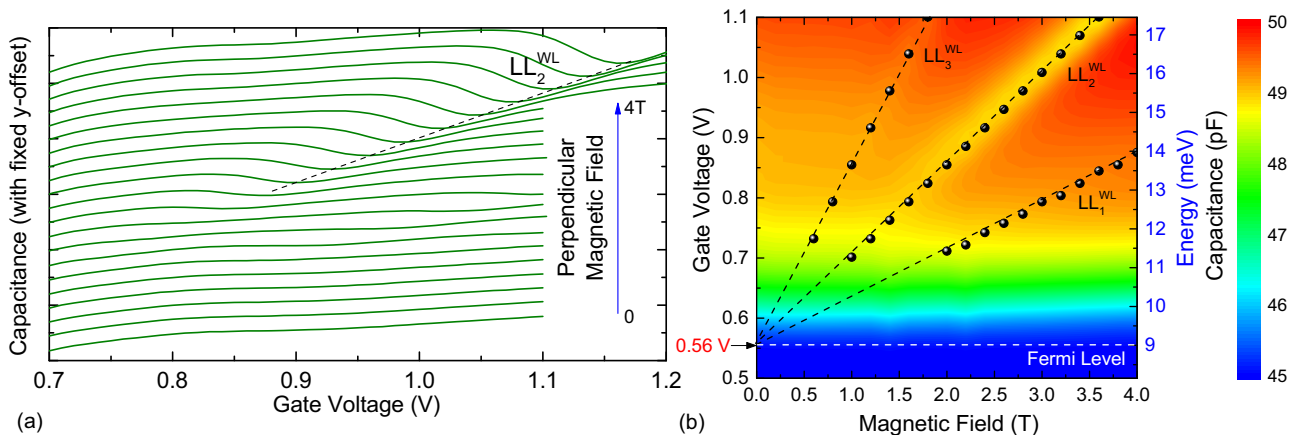 Capacitance (with fixed y-offset)
LL₂ᵂᴸ
4T
Perpendicular
Magnetic Field
0
0.7 0.8 0.9 1.0 1.1 1.2
Gate Voltage (V)
(a)
Gate Voltage (V)
1.1
1.0
0.9
0.8
0.7
0.6
0.56 V
0.5
LL₃ᵂᴸ
LL₂ᵂᴸ
LL₁ᵂᴸ
Fermi Level
0.0 0.5 1.0 1.5 2.0 2.5 3.0 3.5 4.0
Magnetic Field (T)
(b)
17
16
15
14
13
12
11
10
9
Energy (meV)
Capacitance (pF)
50
49
48
47
46
45